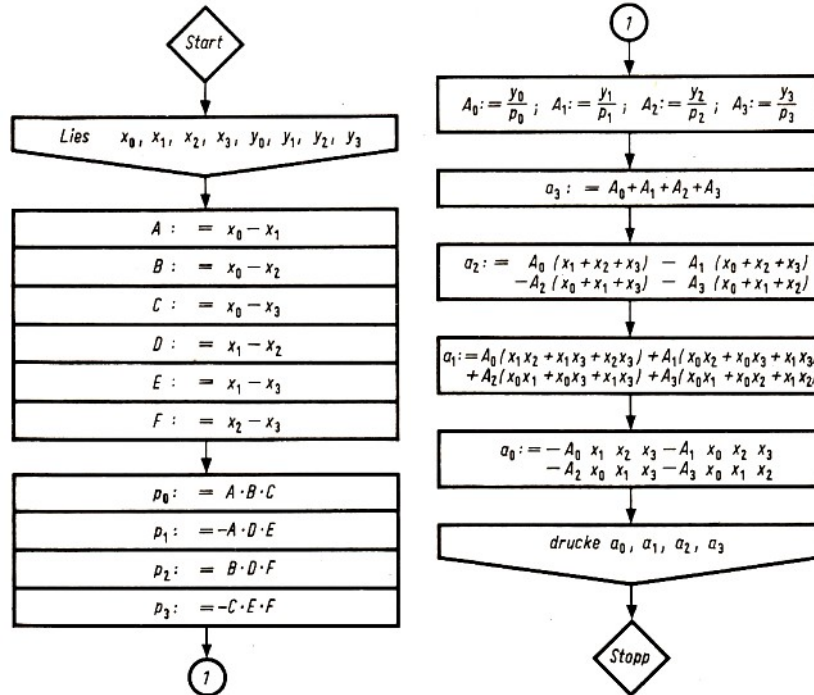 Start
Lies x₀, x₁, x₂, x₃, y₀, y₁, y₂, y₃
A : = x₀ − x₁
B : = x₀ − x₂
C : = x₀ − x₃
D : = x₁ − x₂
E : = x₁ − x₃
F : = x₂ − x₃
p₀ : = A·B·C
p₁ : = −A·D·E
p₂ : = B·D·F
p₃ : = −C·E·F
1
1
A₀:= y₀/p₀ ; A₁:= y₁/p₁ ; A₂:= y₂/p₂ ; A₃:= y₃/p₃
a₃ : = A₀ + A₁ + A₂ + A₃
a₂ : = A₀ (x₁ + x₂ + x₃) − A₁ (x₀ + x₂ + x₃)
−A₂ (x₀ + x₁ + x₃) − A₃ (x₀ + x₁ + x₂)
a₁ := A₀(x₁x₂ + x₁x₃ + x₂x₃) + A₁(x₀x₂ + x₀x₃ + x₁x₃
+ A₂(x₀x₁ + x₀x₃ + x₁x₃) + A₃(x₀x₁ + x₀x₂ + x₁x₂
a₀ := − A₀ x₁ x₂ x₃ − A₁ x₀ x₂ x₃
− A₂ x₀ x₁ x₃ − A₃ x₀ x₁ x₂
drucke a₀, a₁, a₂, a₃
Stopp